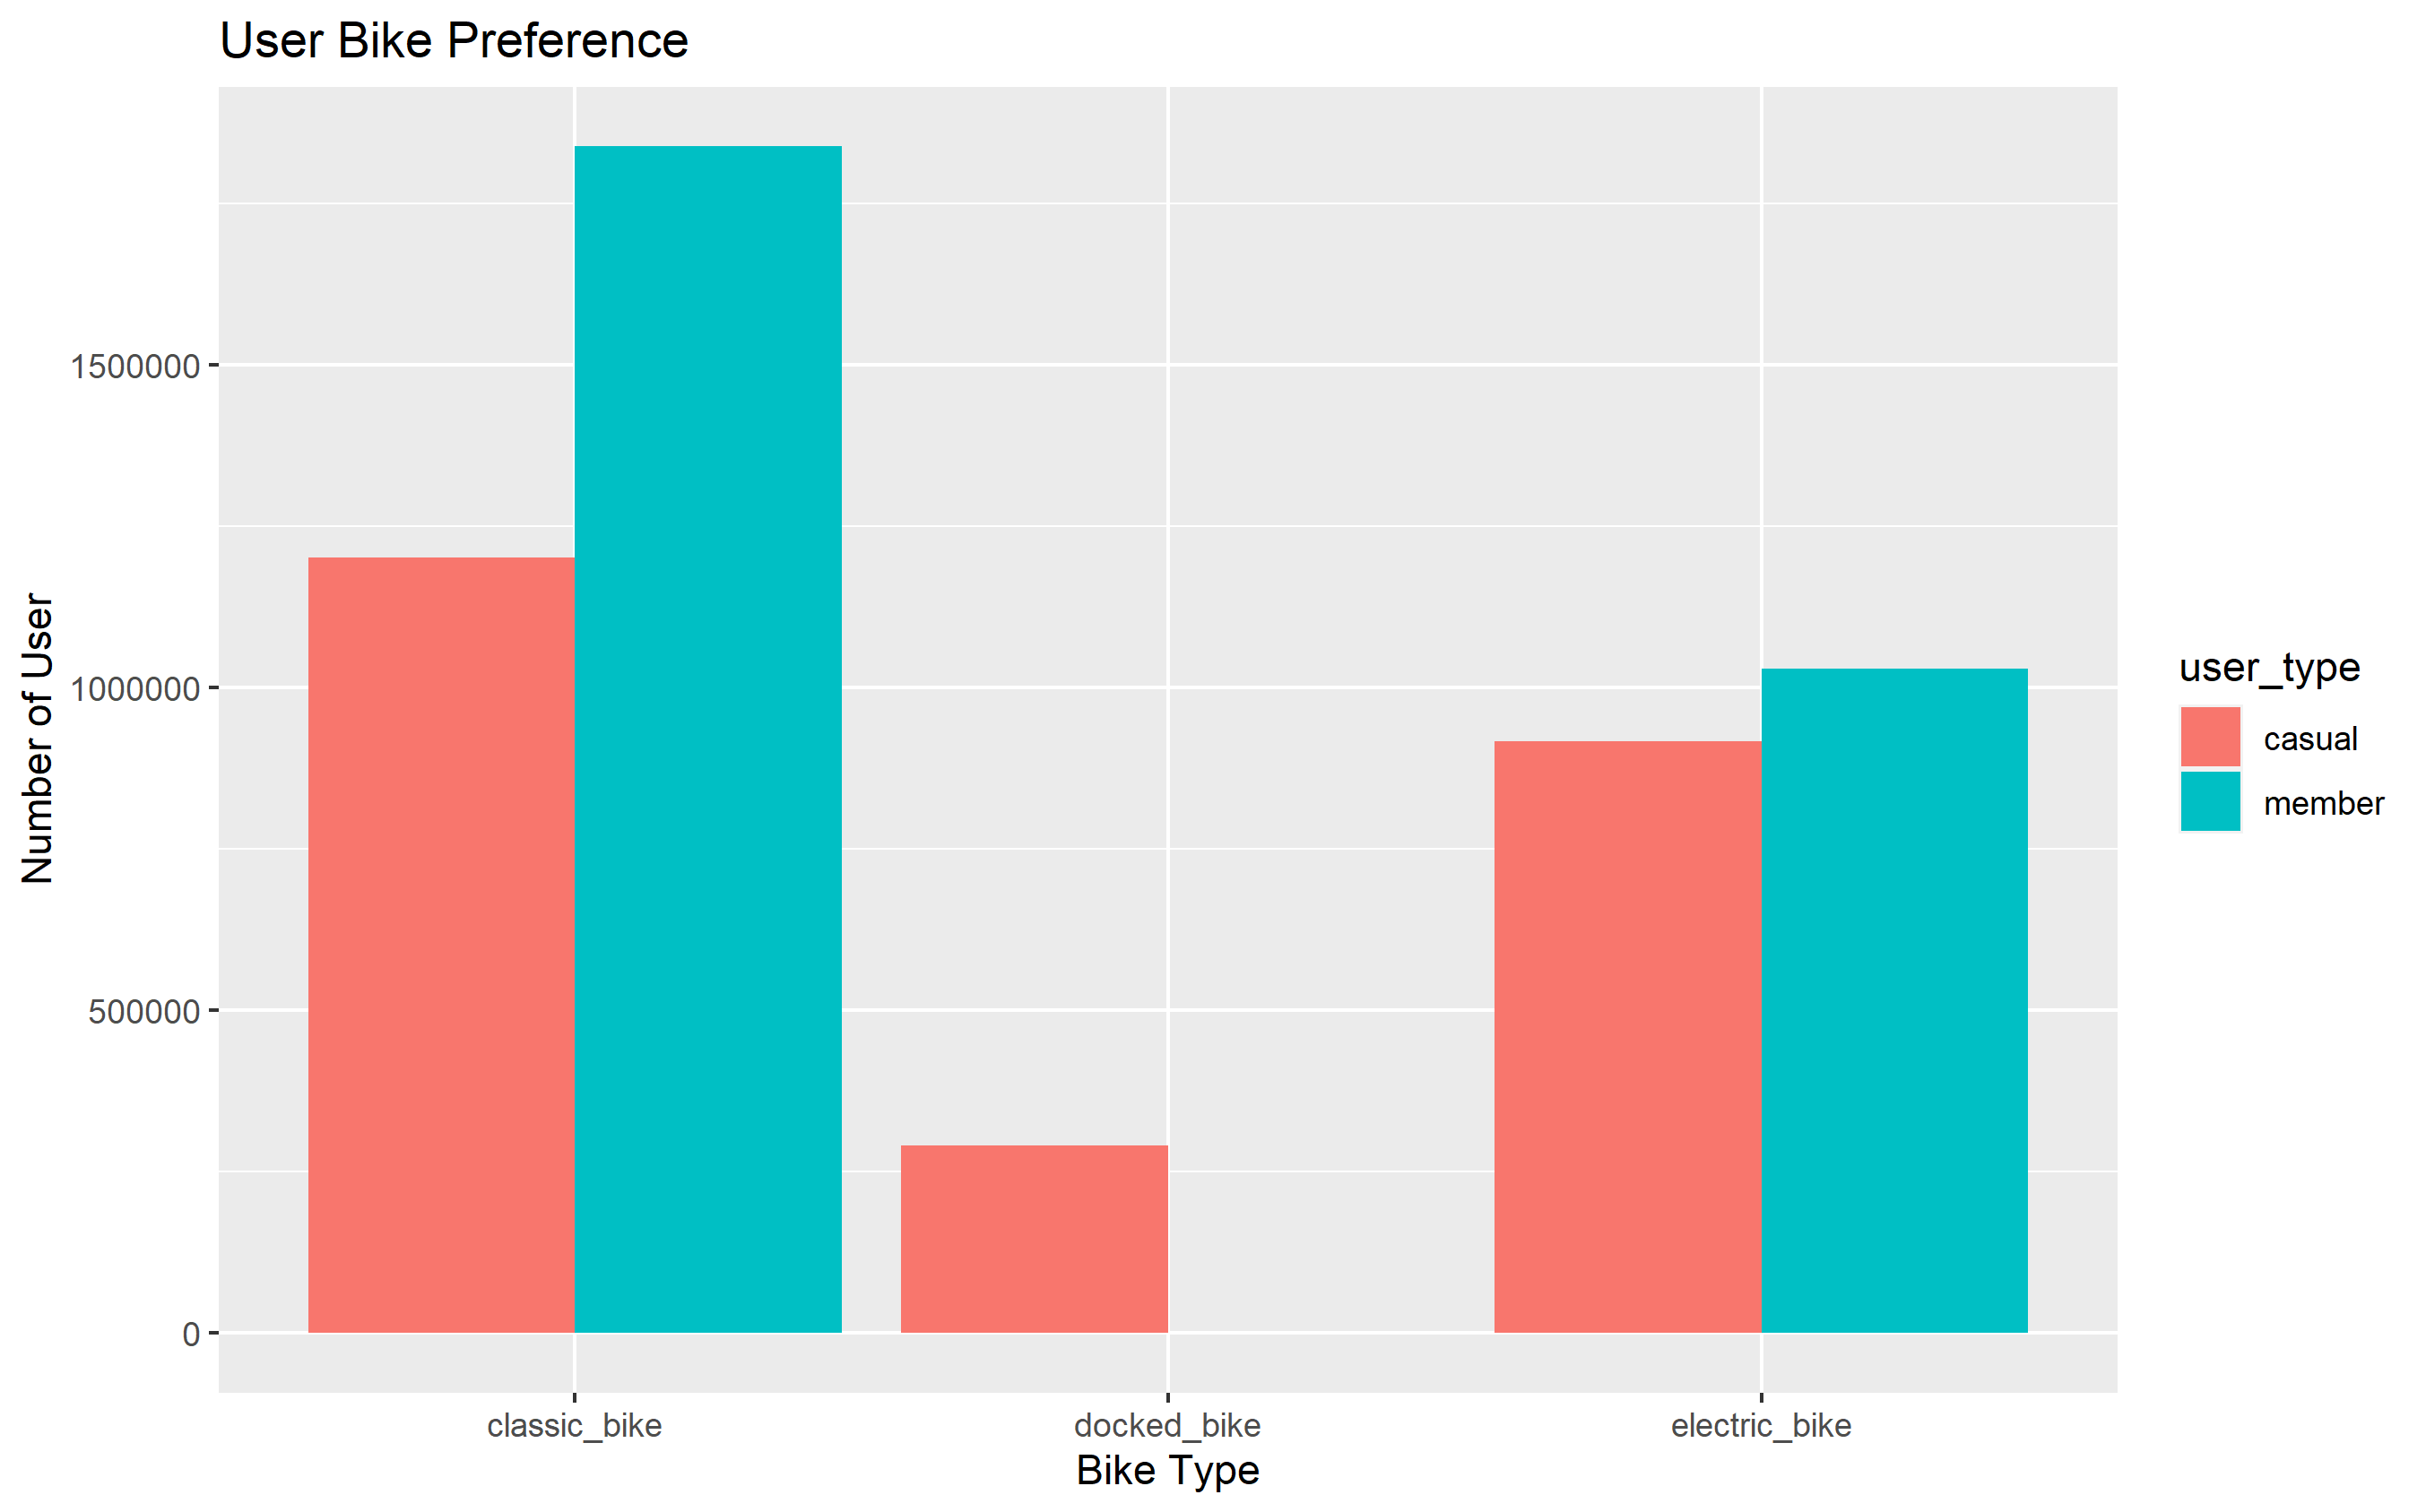 User Bike Preference
Number of User
1500000
1000000
500000
0
classic_bike
docked_bike
electric_bike
Bike Type
user_type
casual
member